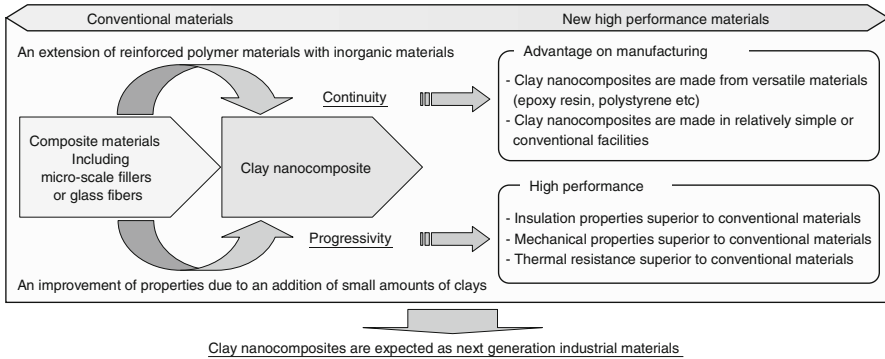 Conventional materials
New high performance materials
An extension of reinforced polymer materials with inorganic materials
Continuity
Composite materials
Including
micro-scale fillers
or glass fibers
Clay nanocomposite
Progressivity
An improvement of properties due to an addition of small amounts of clays
Advantage on manufacturing
- Clay nanocomposites are made from versatile materials
(epoxy resin, polystyrene etc)
- Clay nanocomposites are made in relatively simple or
conventional facilities
High performance
- Insulation properties superior to conventional materials
- Mechanical properties superior to conventional materials
- Thermal resistance superior to conventional materials
Clay nanocomposites are expected as next generation industrial materials